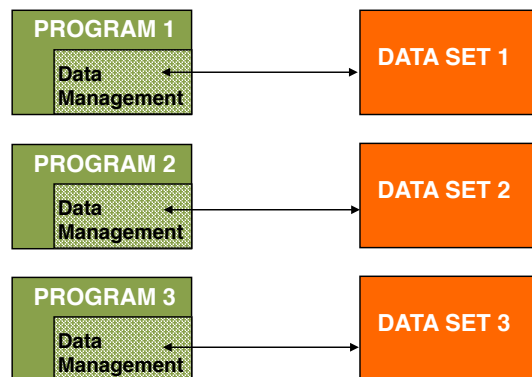 PROGRAM 1
Data
Management
DATA SET 1
PROGRAM 2
Data
Management
DATA SET 2
PROGRAM 3
Data
Management
DATA SET 3